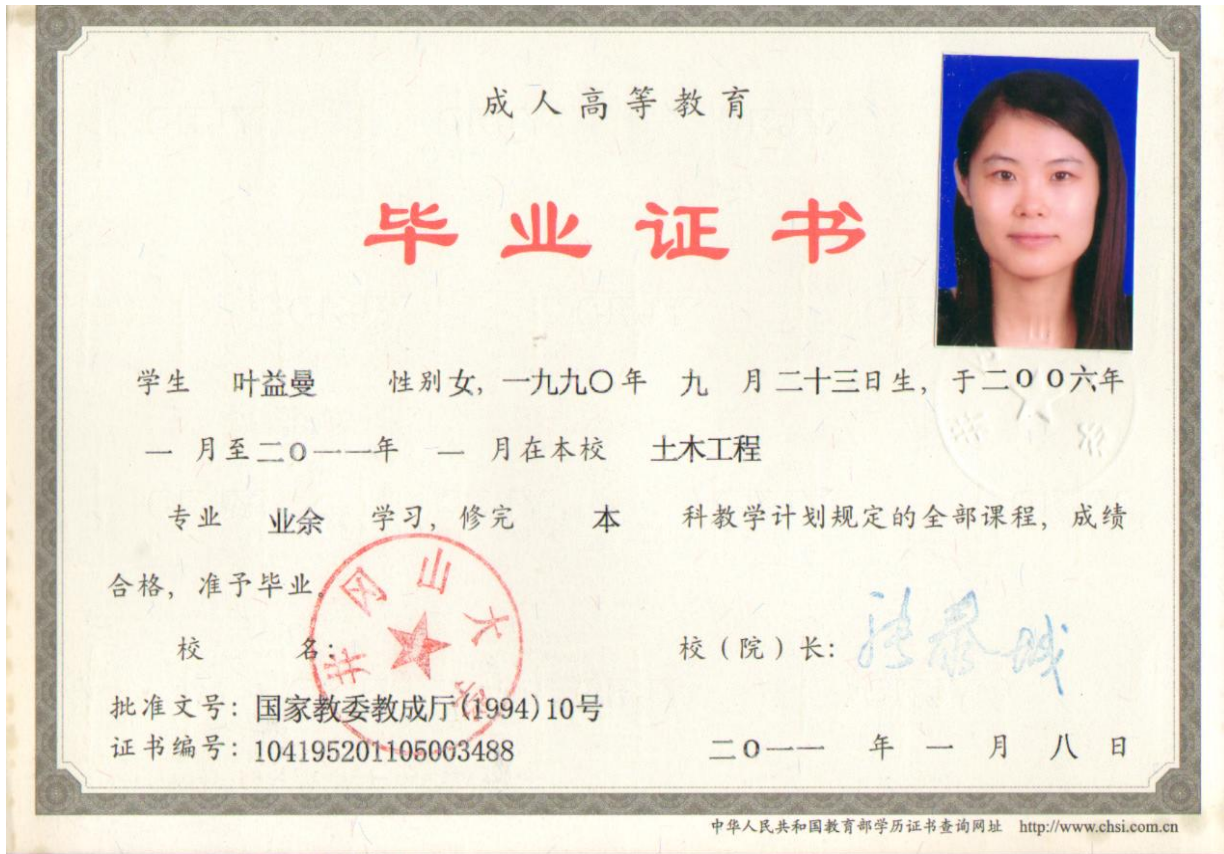 成人高等教育
毕业证书
学生 叶益曼 性别女，一九九〇年 九 月二十三日生，于二〇〇六年
一 月至二〇一一年 一 月在本校 土木工程
专业 业余 学习，修完 本 科教学计划规定的全部课程，成绩
合格，准予毕业。
井冈山大学
校 名： 校（院）长：
批准文号：国家教委教成厅(1994)10号
证书编号：104195201105003488 二〇一一 年 一 月 八 日
中华人民共和国教育部学历证书查询网址 http://www.chsi.com.cn